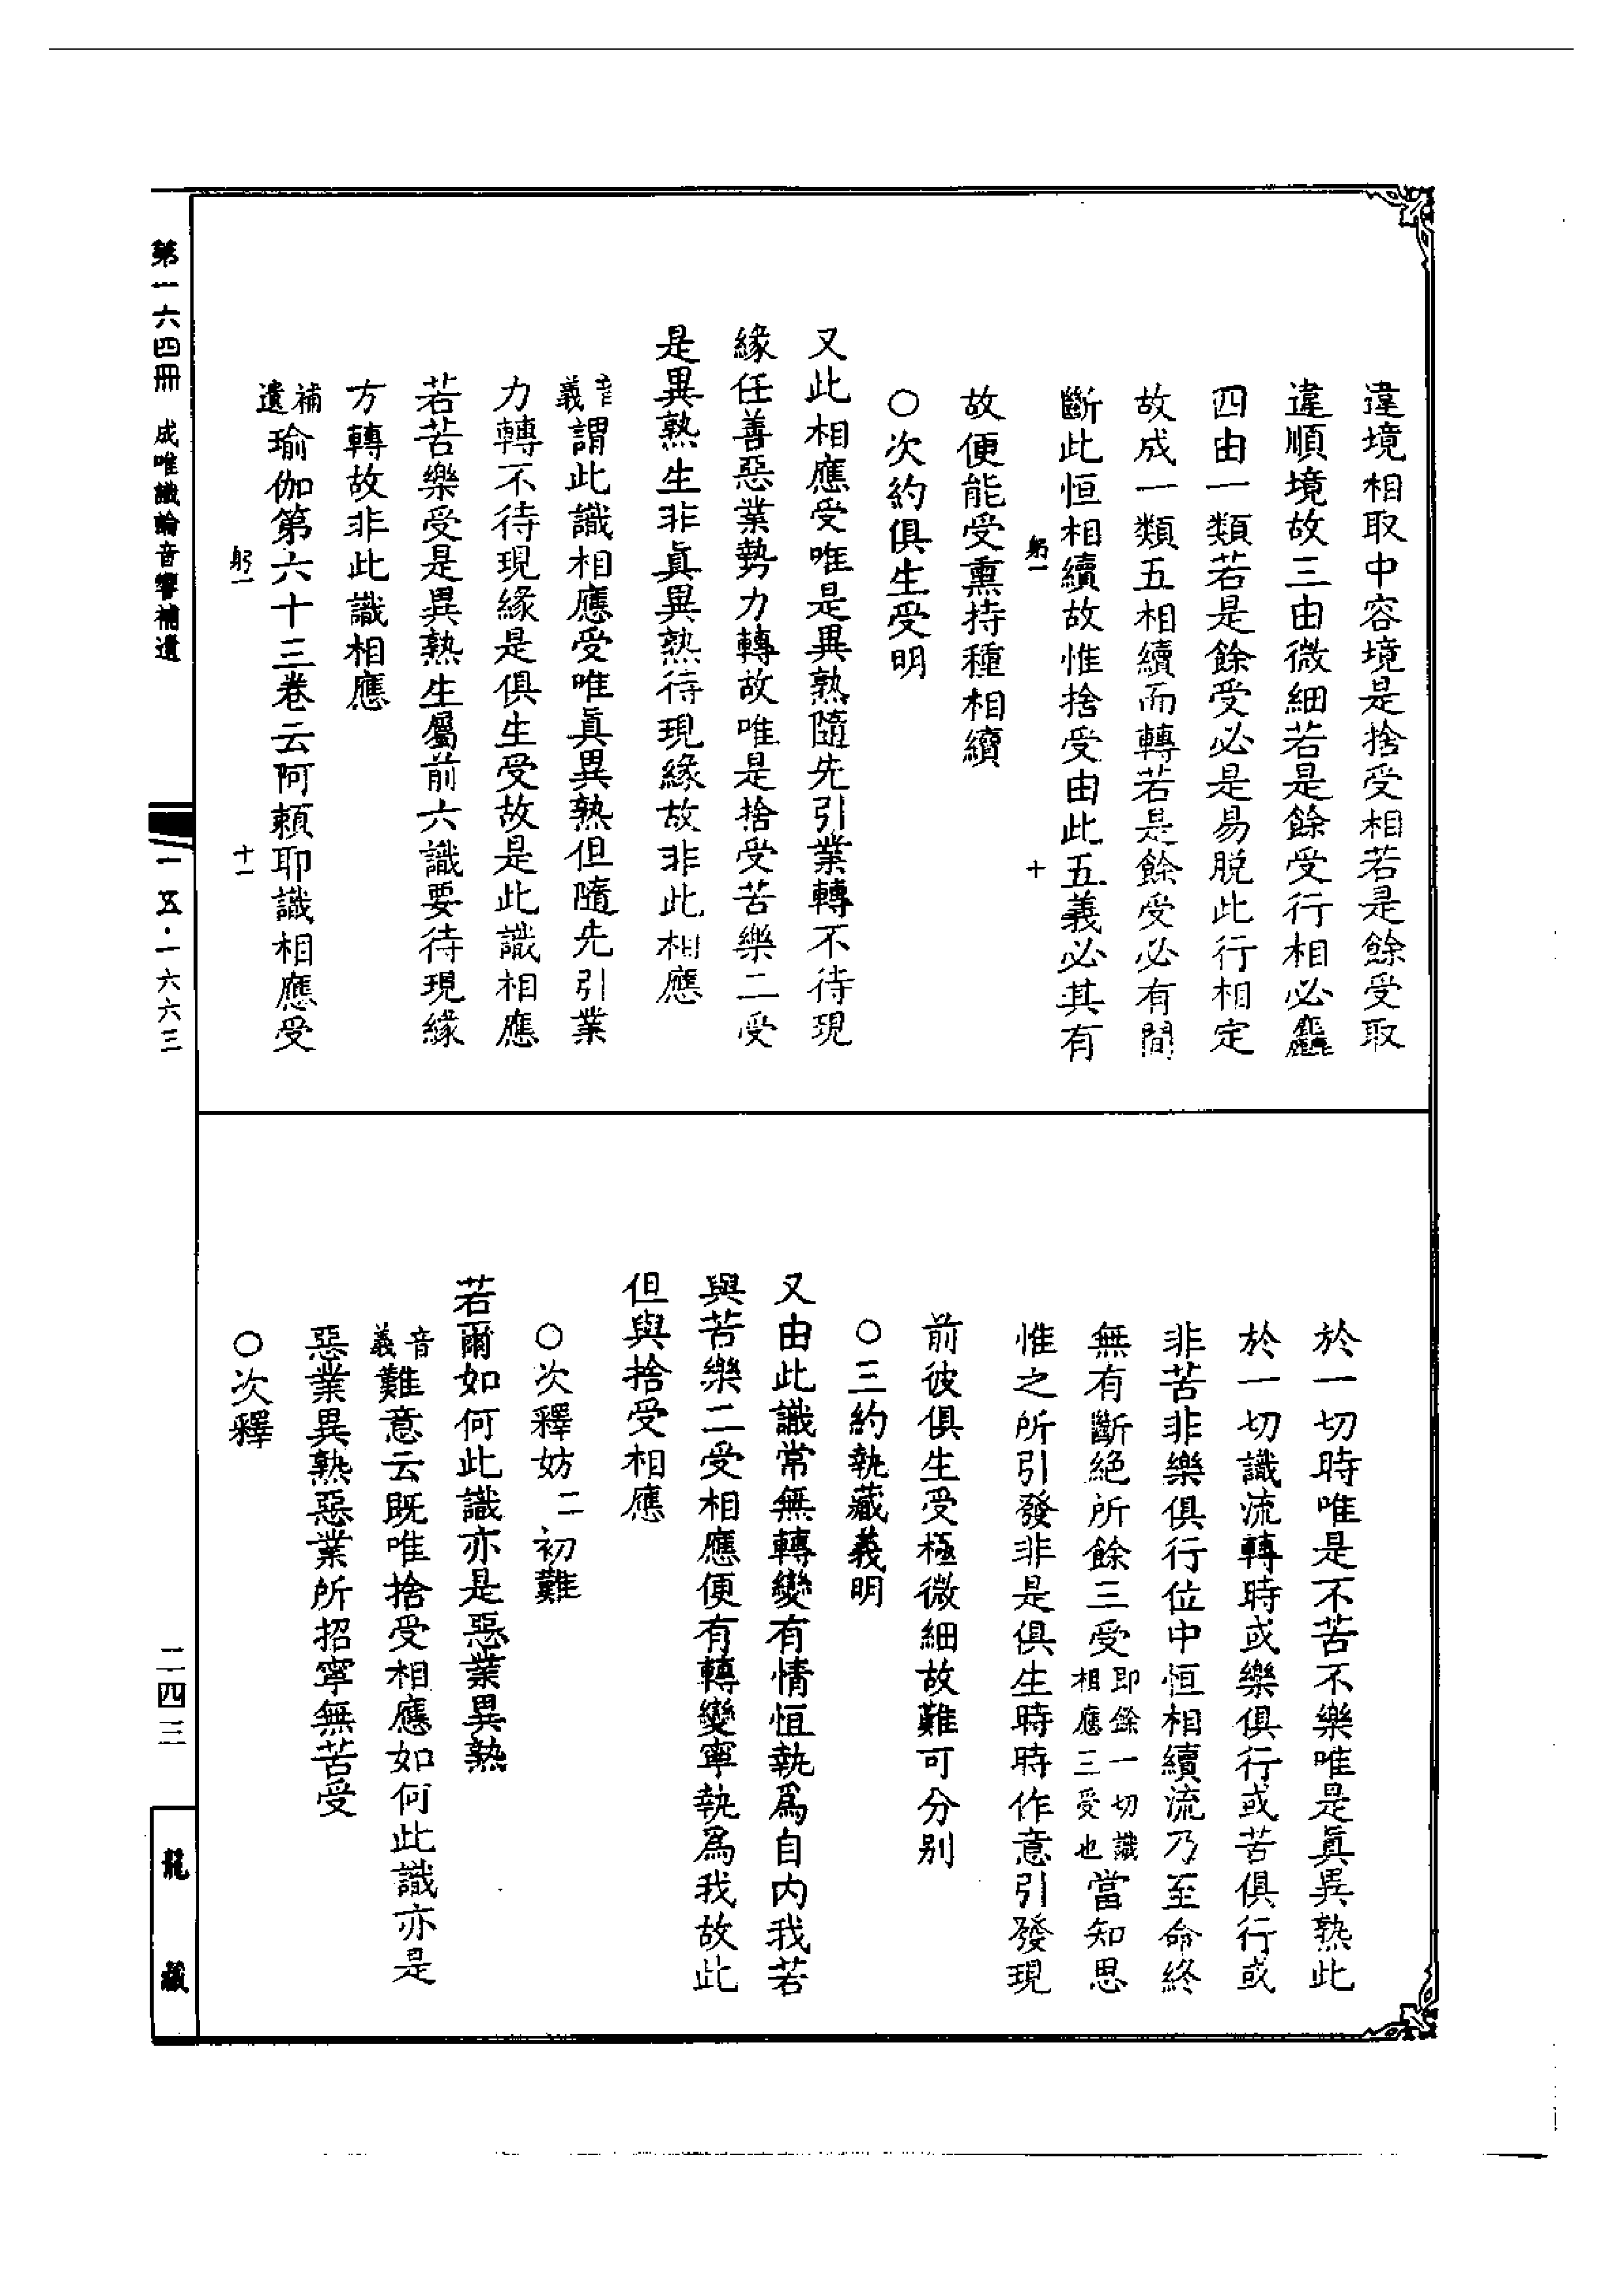 違境相取中容境是捨受相若是餘受取
違順境故三由微細若是餘受行相必麤
四由一類若是餘受必是易脫此行相定
故成一類五相續而轉若是餘受必有間
斷此恒相續故惟捨受由此五義必其有
躬一 十
故便能受熏持種相續
○次約俱生受明
又此相應受唯是異熟隨先引業轉不待現
緣任善惡業勢力轉故唯是捨受苦樂二受
是異熟生非真異熟待現緣故非此相應
音義謂此識相應受唯真異熟但隨先引業
力轉不待現緣是俱生受故是此識相應
若苦樂受是異熟生屬前六識要待現緣
方轉故非此識相應
補遺瑜伽第六十三卷云阿賴耶識相應受
躬一 十一
於一切時唯是不苦不樂唯是真異熟此
於一切識流轉時或樂俱行或苦俱行或
非苦非樂俱行位中恒相續流乃至命終
無有斷絕所餘三受即餘一切識相應三受也當知思
惟之所引發非是俱生時時作意引發現
前彼俱生受極微細故難可分別
○三約執藏義明
又由此識常無轉變有情恒執為自內我若
與苦樂二受相應便有轉變寧執為我故此
但與捨受相應
○次釋妨二初難
若爾如何此識亦是惡業異熟
音義難意云既唯捨受相應如何此識亦是
惡業異熟惡業所招寧無苦受
○次釋
第一六四冊 成唯識論音響補遺
一五·一六六三
二四三
龍藏